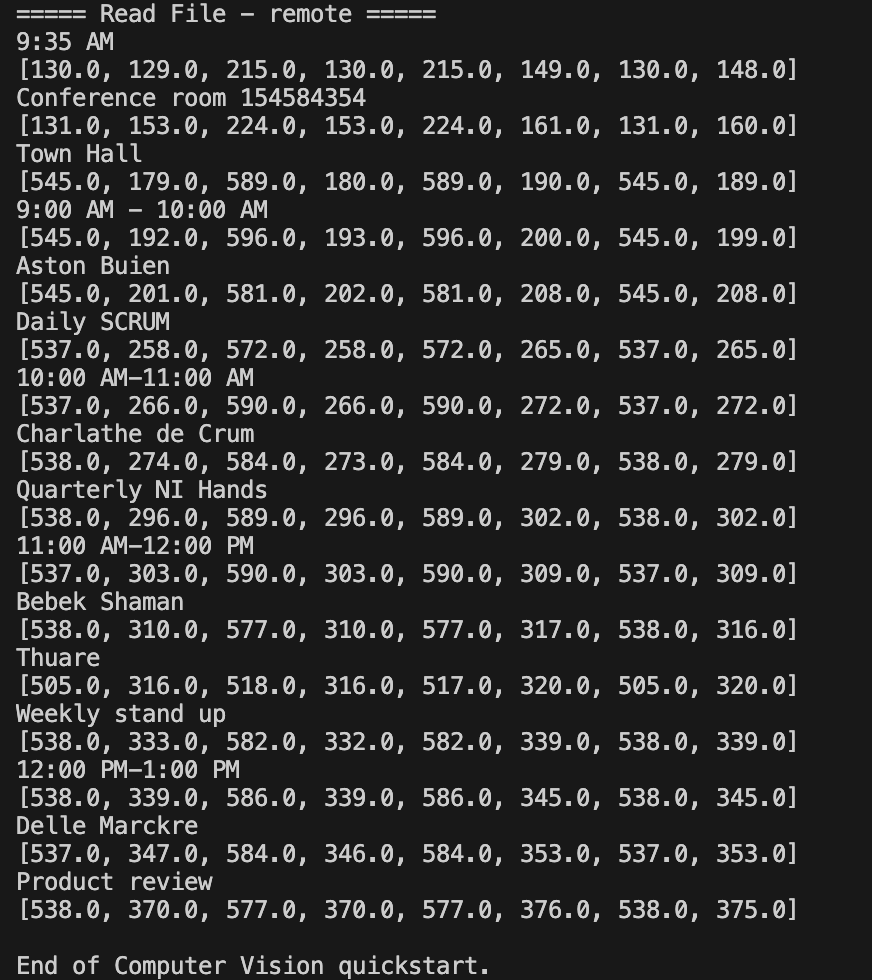 ===== Read File - remote =====
9:35 AM
[130.0, 129.0, 215.0, 130.0, 215.0, 149.0, 130.0, 148.0]
Conference room 154584354
[131.0, 153.0, 224.0, 153.0, 224.0, 161.0, 131.0, 160.0]
Town Hall
[545.0, 179.0, 589.0, 180.0, 589.0, 190.0, 545.0, 189.0]
9:00 AM - 10:00 AM
[545.0, 192.0, 596.0, 193.0, 596.0, 200.0, 545.0, 199.0]
Aston Buien
[545.0, 201.0, 581.0, 202.0, 581.0, 208.0, 545.0, 208.0]
Daily SCRUM
[537.0, 258.0, 572.0, 258.0, 572.0, 265.0, 537.0, 265.0]
10:00 AM-11:00 AM
[537.0, 266.0, 590.0, 266.0, 590.0, 272.0, 537.0, 272.0]
Charlathe de Crum
[538.0, 274.0, 584.0, 273.0, 584.0, 279.0, 538.0, 279.0]
Quarterly NI Hands
[538.0, 296.0, 589.0, 296.0, 589.0, 302.0, 538.0, 302.0]
11:00 AM-12:00 PM
[537.0, 303.0, 590.0, 303.0, 590.0, 309.0, 537.0, 309.0]
Bebek Shaman
[538.0, 310.0, 577.0, 310.0, 577.0, 317.0, 538.0, 316.0]
Thuare
[505.0, 316.0, 518.0, 316.0, 517.0, 320.0, 505.0, 320.0]
Weekly stand up
[538.0, 333.0, 582.0, 332.0, 582.0, 339.0, 538.0, 339.0]
12:00 PM-1:00 PM
[538.0, 339.0, 586.0, 339.0, 586.0, 345.0, 538.0, 345.0]
Delle Marckre
[537.0, 347.0, 584.0, 346.0, 584.0, 353.0, 537.0, 353.0]
Product review
[538.0, 370.0, 577.0, 370.0, 577.0, 376.0, 538.0, 375.0]
End of Computer Vision quickstart.